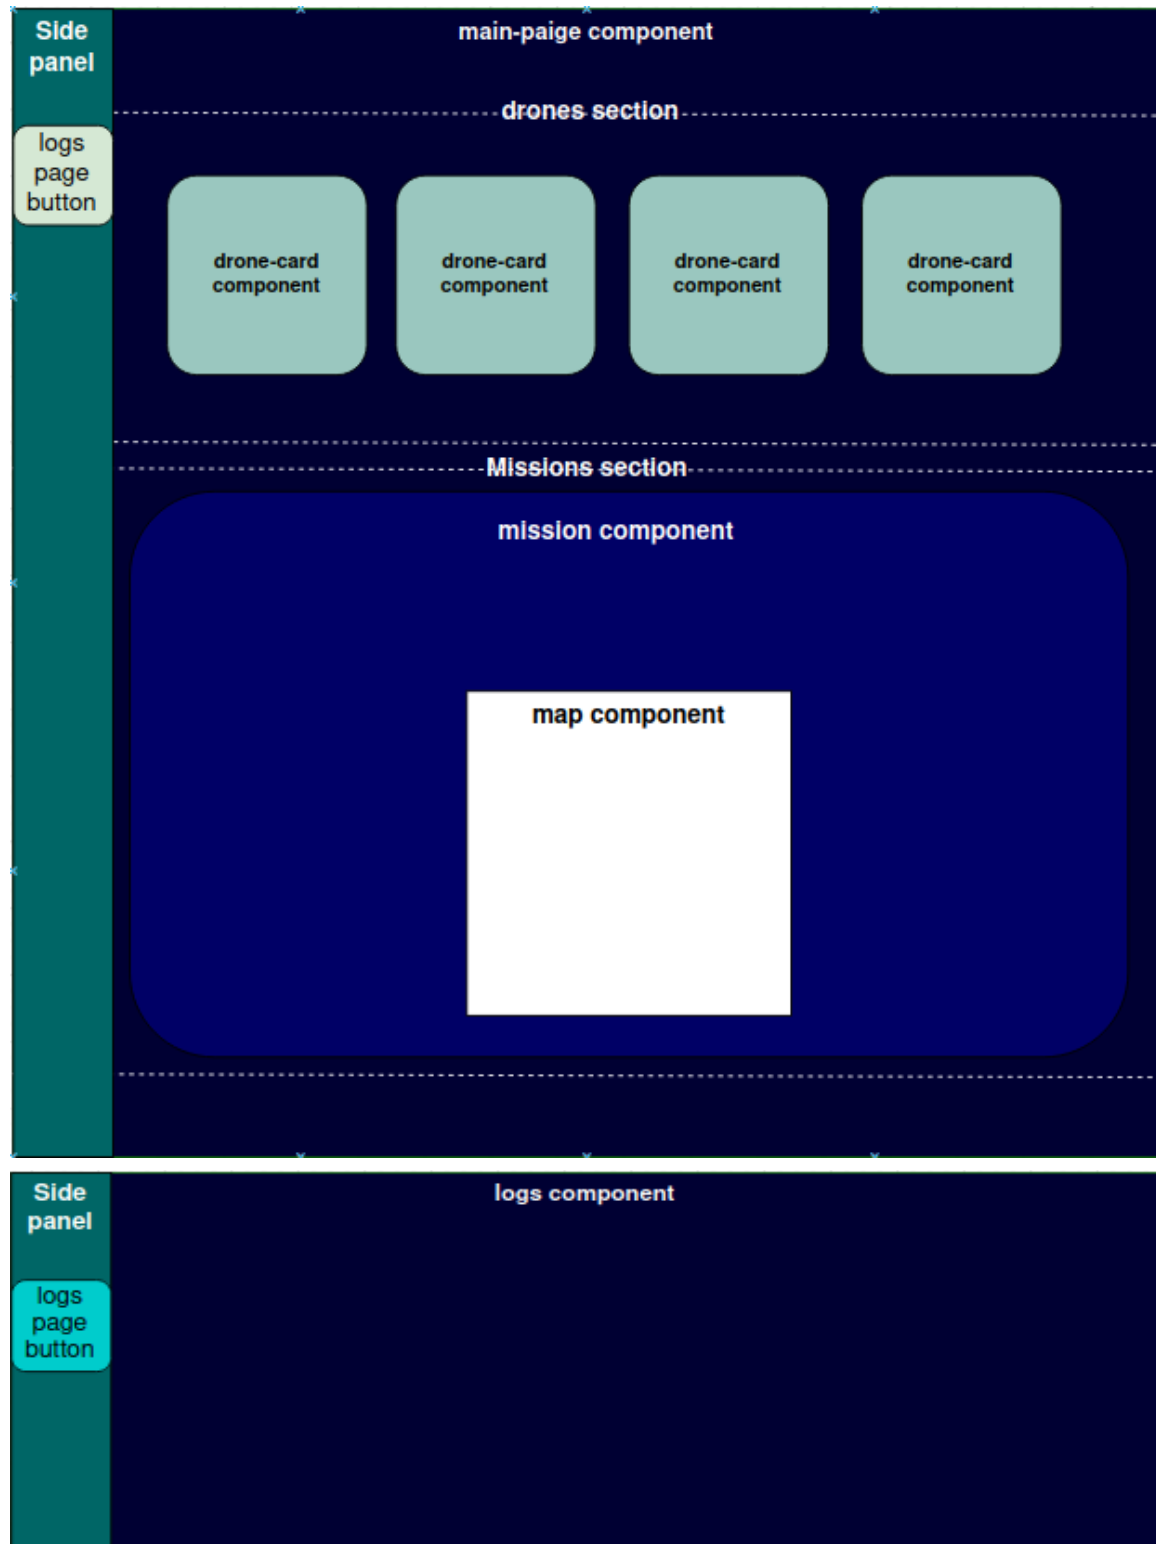 Side
panel
main-paige component
drones section
logs
page
button
drone-card
component
drone-card
component
drone-card
component
drone-card
component
Missions section
mission component
map component
Side
panel
logs component
logs
page
button